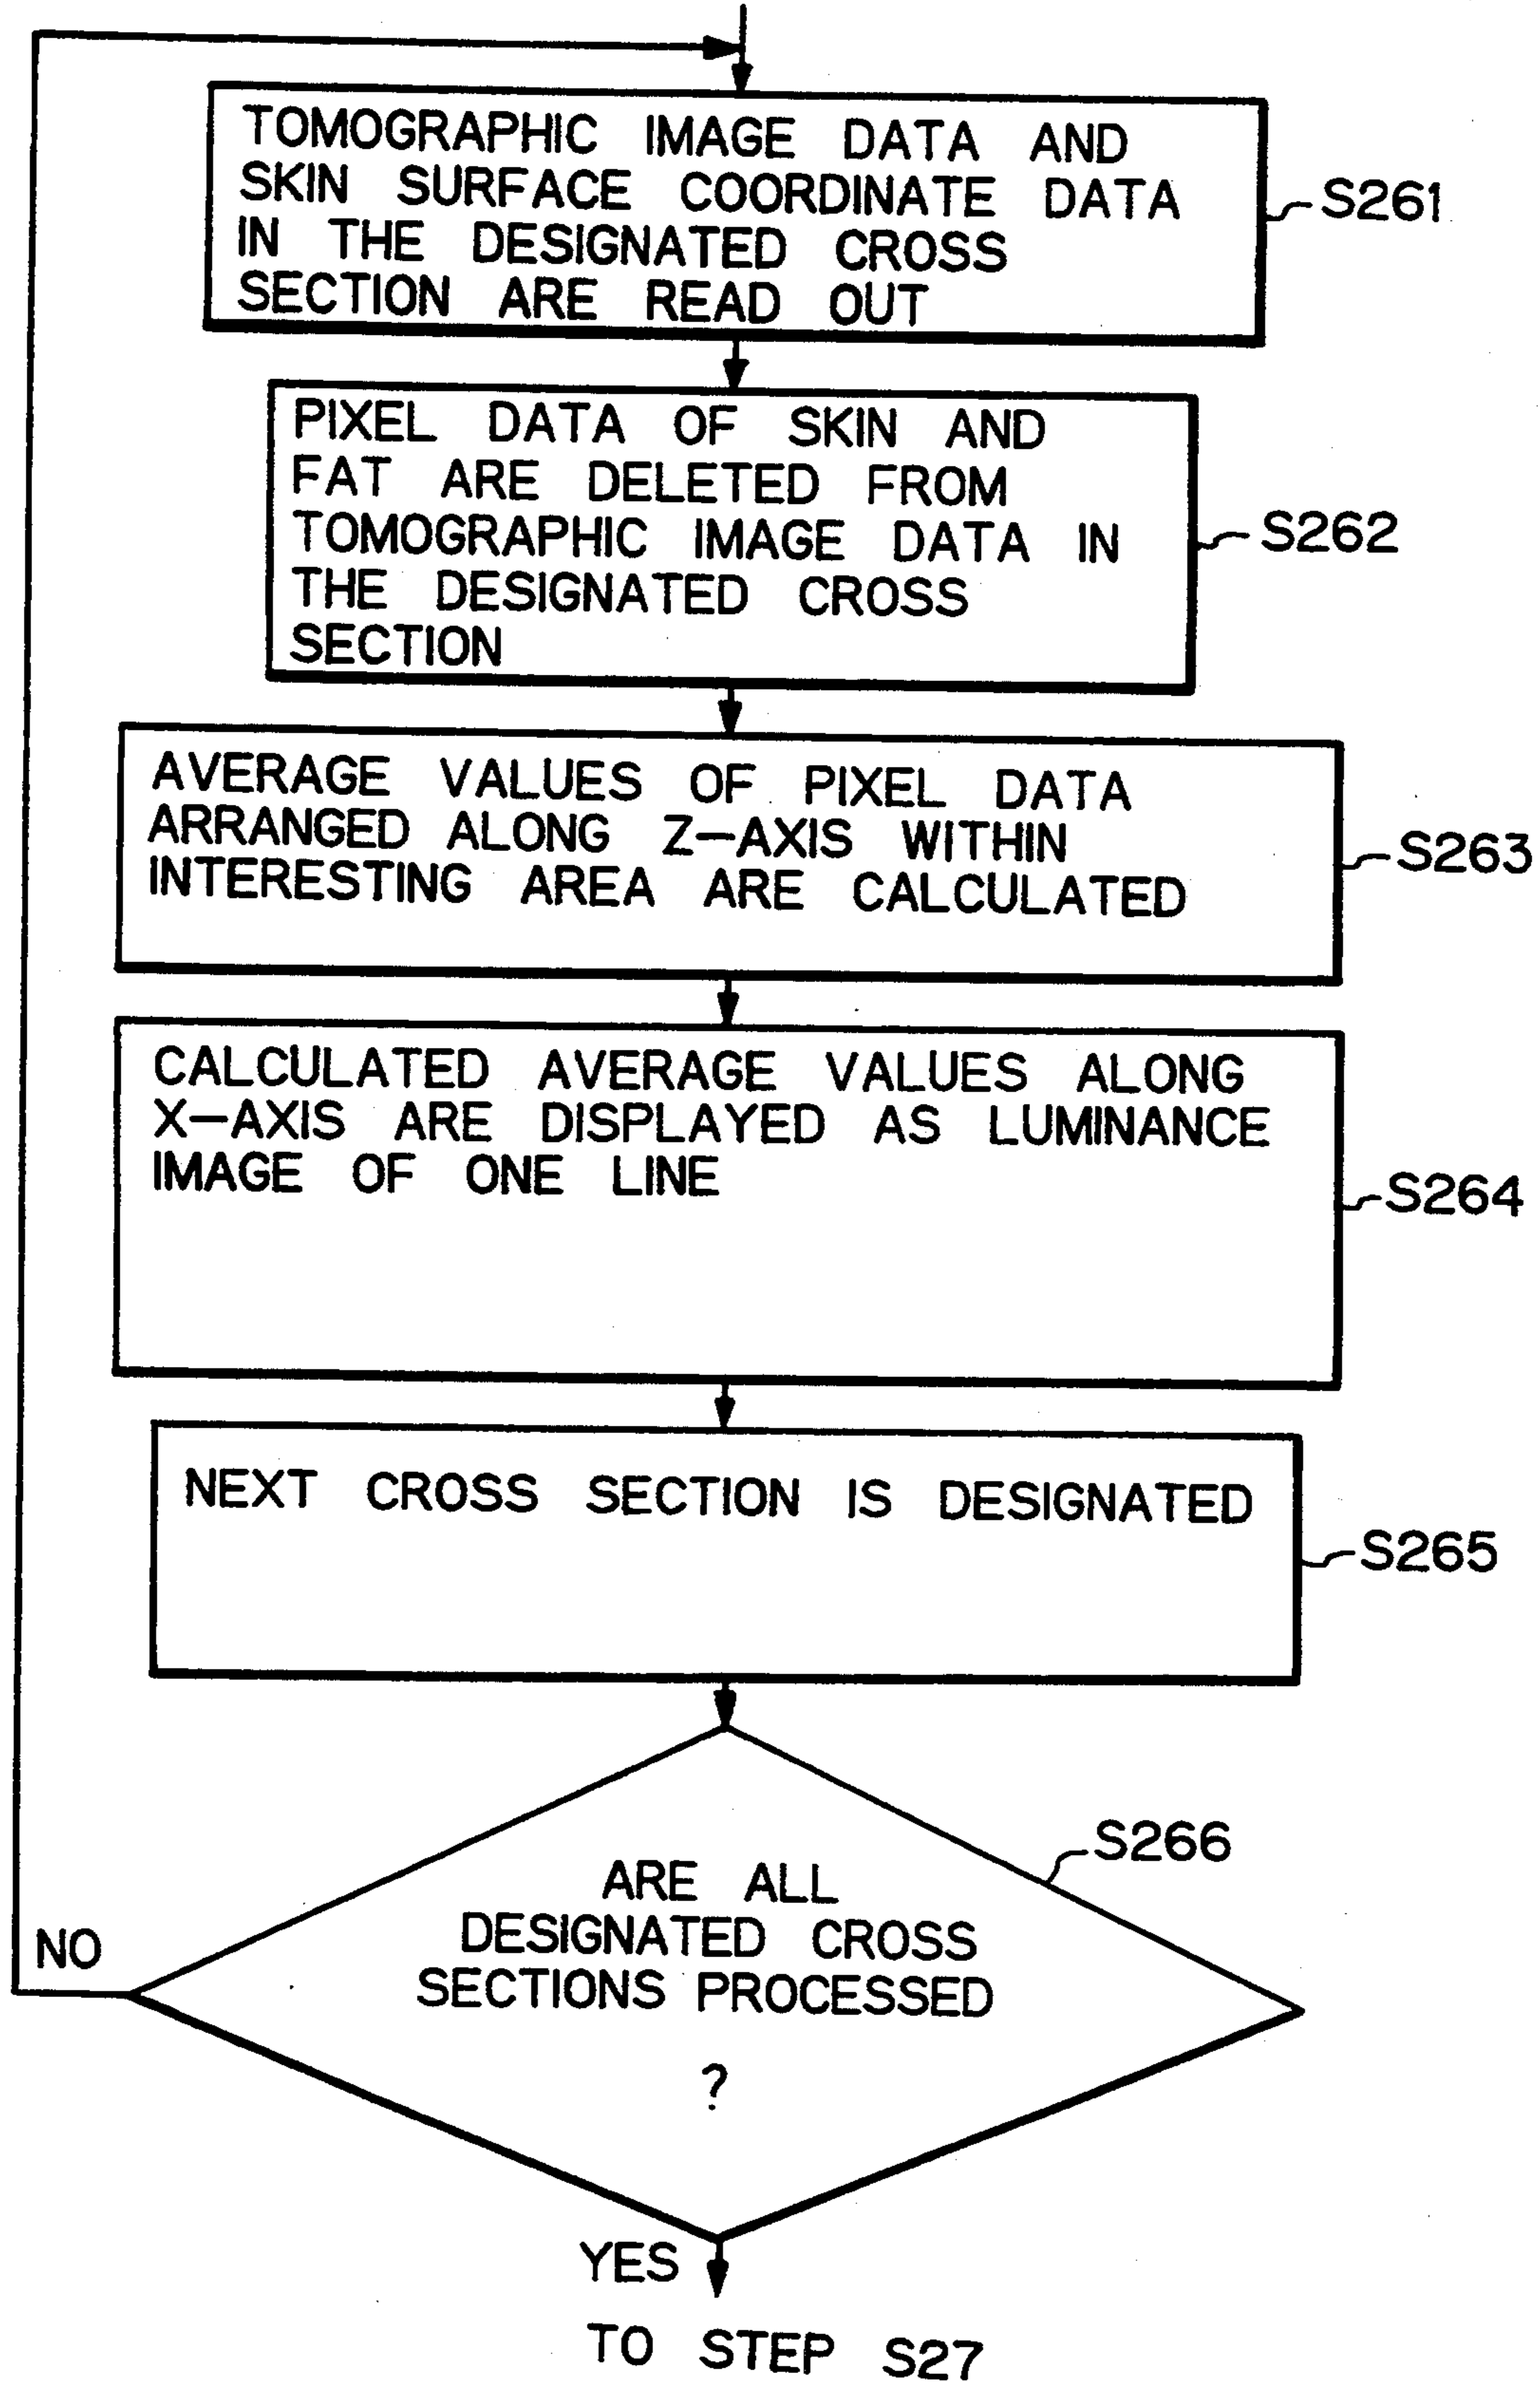 TOMOGRAPHIC IMAGE DATA AND
SKIN SURFACE COORDINATE DATA
IN THE DESIGNATED CROSS
SECTION ARE READ OUT
S261
PIXEL DATA OF SKIN AND
FAT ARE DELETED FROM
TOMOGRAPHIC IMAGE DATA IN
THE DESIGNATED CROSS
SECTION
S262
AVERAGE VALUES OF PIXEL DATA
ARRANGED ALONG Z-AXIS WITHIN
INTERESTING AREA ARE CALCULATED
S263
CALCULATED AVERAGE VALUES ALONG
X-AXIS ARE DISPLAYED AS LUMINANCE
IMAGE OF ONE LINE
S264
NEXT CROSS SECTION IS DESIGNATED
S265
S266
ARE ALL
DESIGNATED CROSS
SECTIONS PROCESSED
?
NO
YES
TO STEP S27